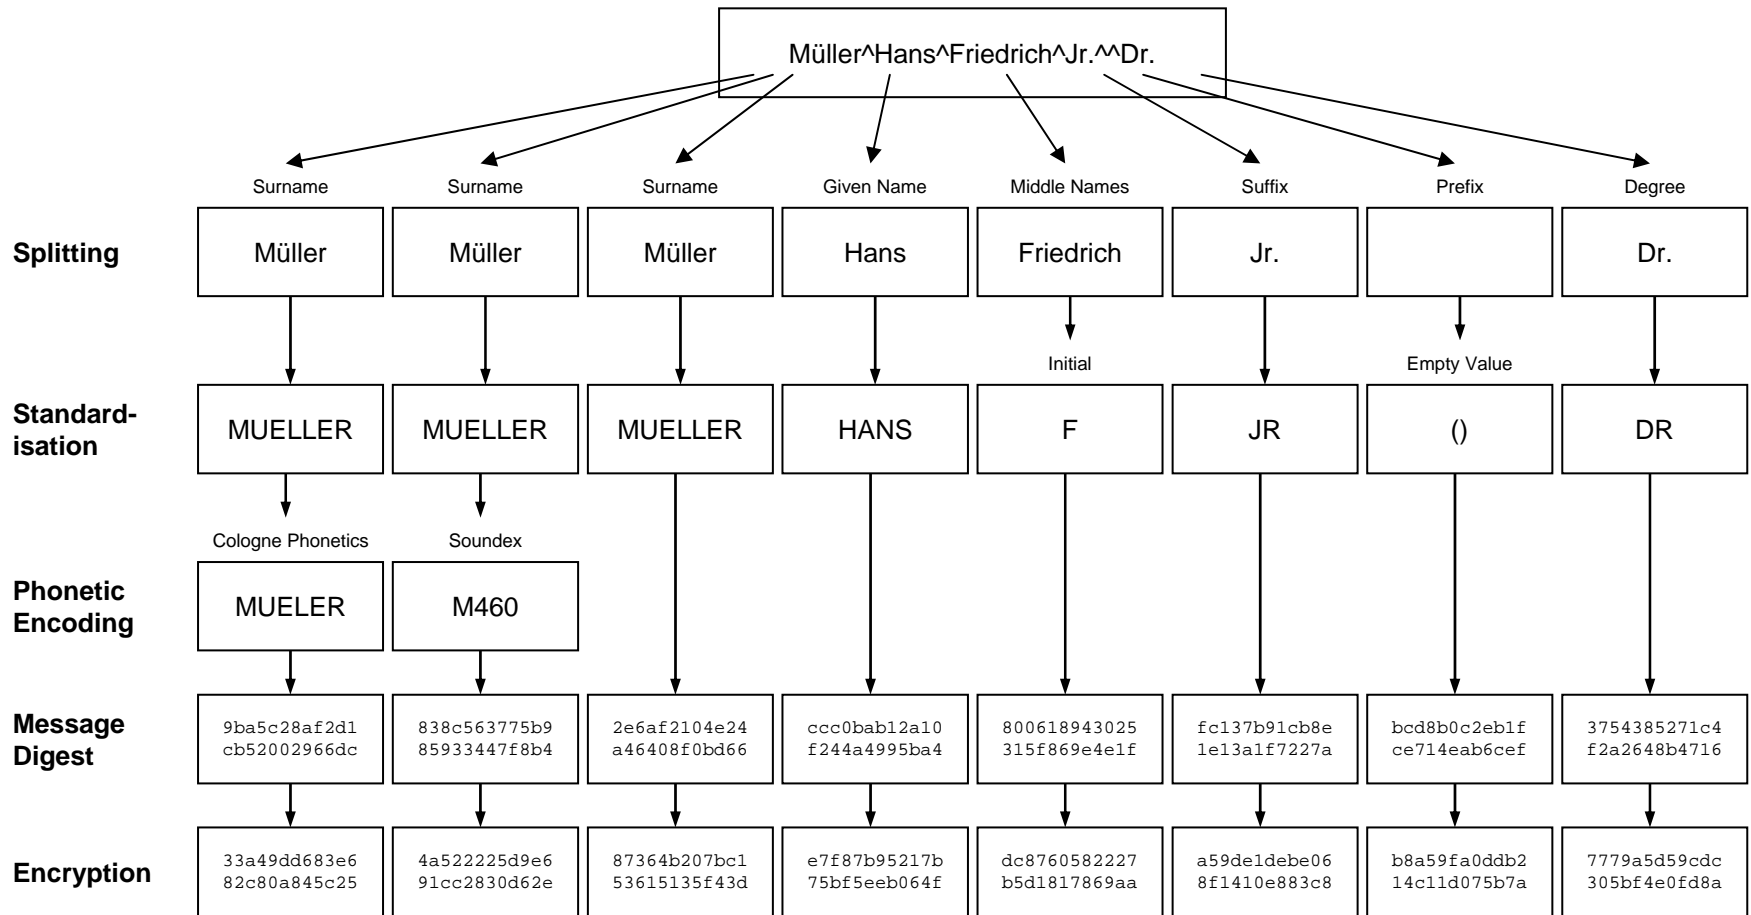 Müller^Hans^Friedrich^Jr.^^Dr.
Surname Surname Surname Given Name Middle Names Suffix Prefix Degree
Splitting Müller Müller Müller Hans Friedrich Jr. Dr.
Initial Empty Value
Standard-
isation MUELLER MUELLER MUELLER HANS F JR () DR
Cologne Phonetics Soundex
Phonetic
Encoding MUELER M460
Message
Digest
9ba5c28af2d1 838c563775b9 2e6af2104e24 ccc0bab12a10 800618943025 fc137b91cb8e bcd8b0c2eb1f 3754385271c4
cb52002966dc 85933447f8b4 a46408f0bd66 f244a4995ba4 315f869e4e1f 1e13a1f7227a ce714eab6cef f2a2648b4716
Encryption
33a49dd683e6 4a522225d9e6 87364b207bc1 e7f87b95217b dc8760582227 a59de1debe06 b8a59fa0ddb2 7779a5d59cdc
82c80a845c25 91cc2830d62e 53615135f43d 75bf5eeb064f b5d1817869aa 8f1410e883c8 14c11d075b7a 305bf4e0fd8a